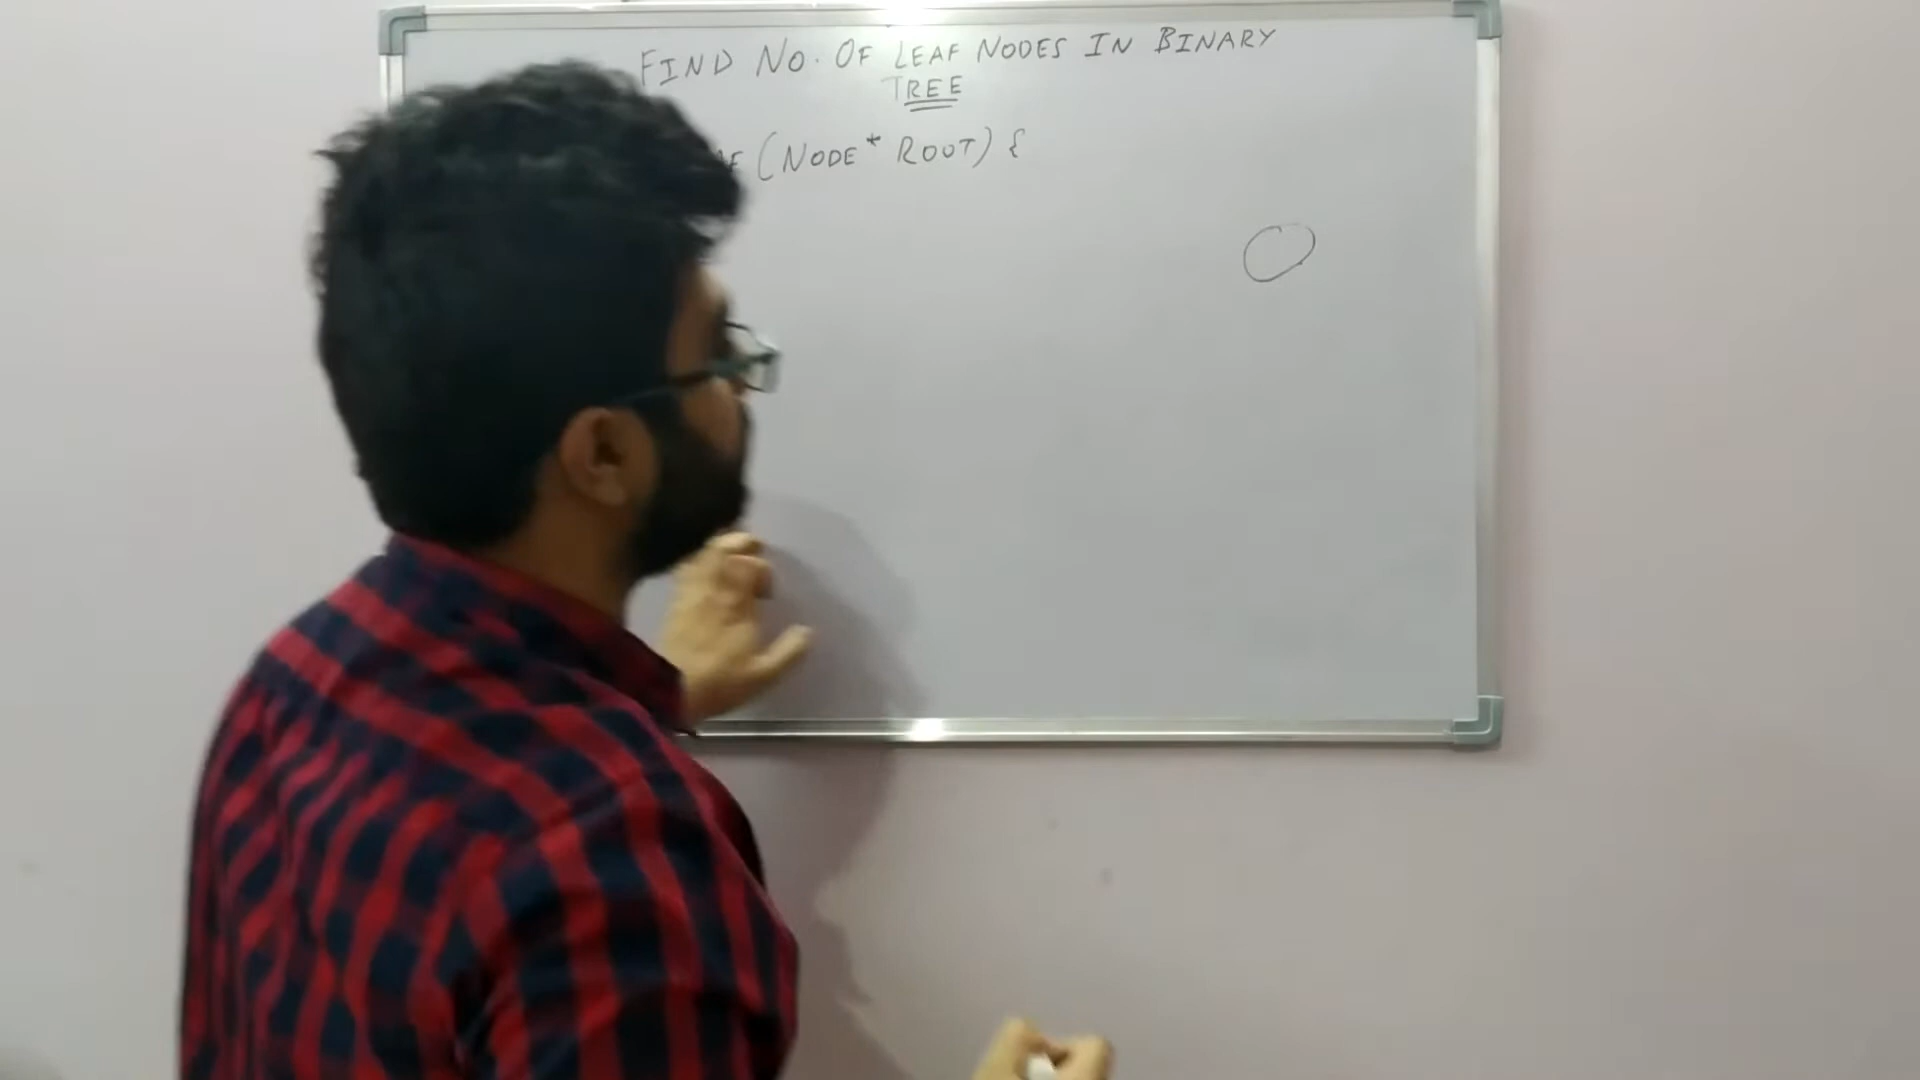 FIND NO. OF LEAF NODES IN BINARY
TREE
(NODE* ROOT) {